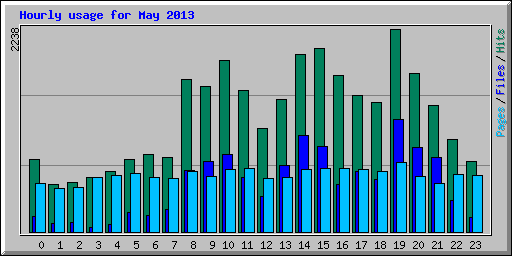 Hourly usage for May 2013
2238
Pages / Files / Hits
0 1 2 3 4 5 6 7 8 9 10 11 12 13 14 15 16 17 18 19 20 21 22 23